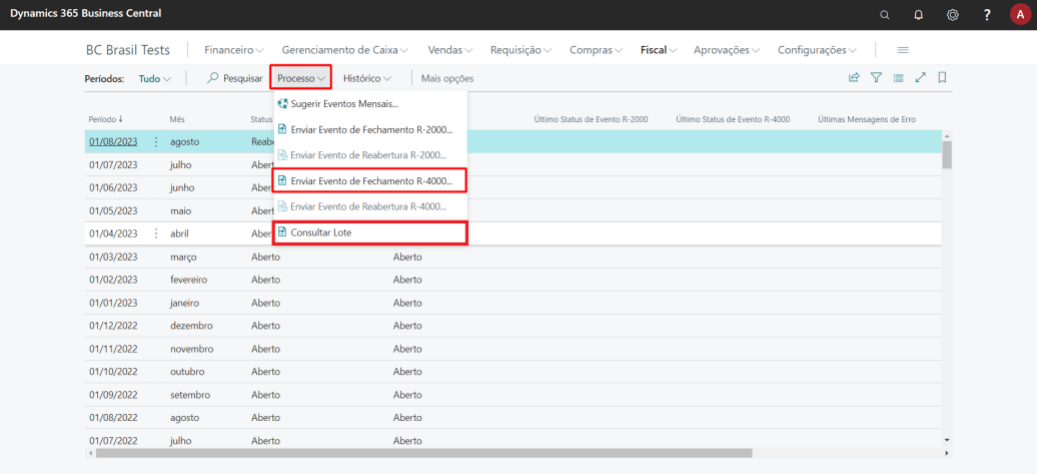 Dynamics 365 Business Central
?
A
BC Brasil Tests Financeiro Gerenciamento de Caixa Vendas Requisição Compras Fiscal Aprovações Configurações
Períodos: Tudo Pesquisar Processo Histórico Mais opções
Sugerir Eventos Mensais...
Enviar Evento de Fechamento R-2000...
Enviar Evento de Reabertura R-2000...
Enviar Evento de Fechamento R-4000...
Enviar Evento de Reabertura R-4000...
Consultar Lote
Período ↓ Mês Status Último Status de Evento R-2000 Último Status de Evento R-4000 Últimas Mensagens de Erro
01/08/2023 agosto Reab
01/07/2023 julho Abert
01/06/2023 junho Abert
01/05/2023 maio Abert
01/04/2023 abril Aber
01/03/2023 março Aberto Aberto
01/02/2023 fevereiro Aberto Aberto
01/01/2023 janeiro Aberto Aberto
01/12/2022 dezembro Aberto Aberto
01/11/2022 novembro Aberto Aberto
01/10/2022 outubro Aberto Aberto
01/09/2022 setembro Aberto Aberto
01/08/2022 agosto Aberto Aberto
01/07/2022 julho Aberto Aberto